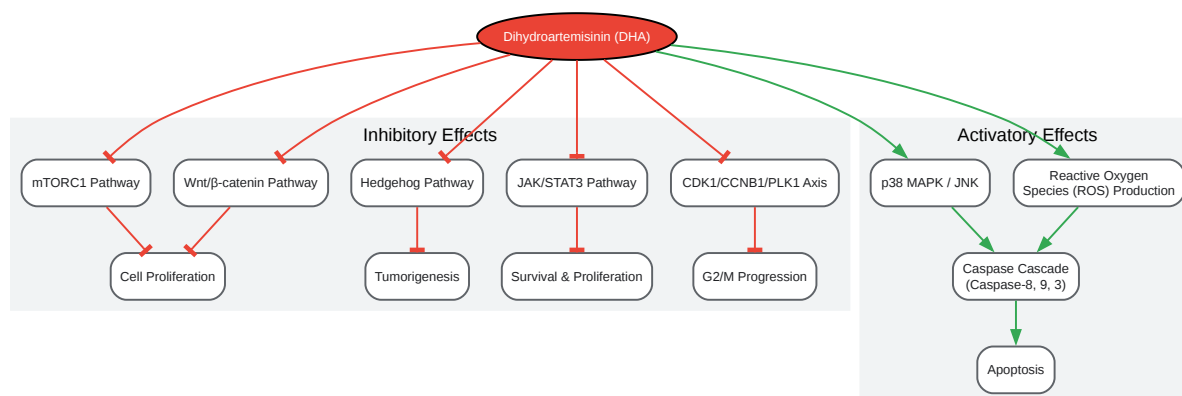 Dihydroartemisinin (DHA)
Inhibitory Effects
Activatory Effects
mTORC1 Pathway
Wnt/β-catenin Pathway
Hedgehog Pathway
JAK/STAT3 Pathway
CDK1/CCNB1/PLK1 Axis
p38 MAPK / JNK
Reactive Oxygen
Species (ROS) Production
Cell Proliferation
Tumorigenesis
Survival & Proliferation
G2/M Progression
Caspase Cascade
(Caspase-8, 9, 3)
Apoptosis